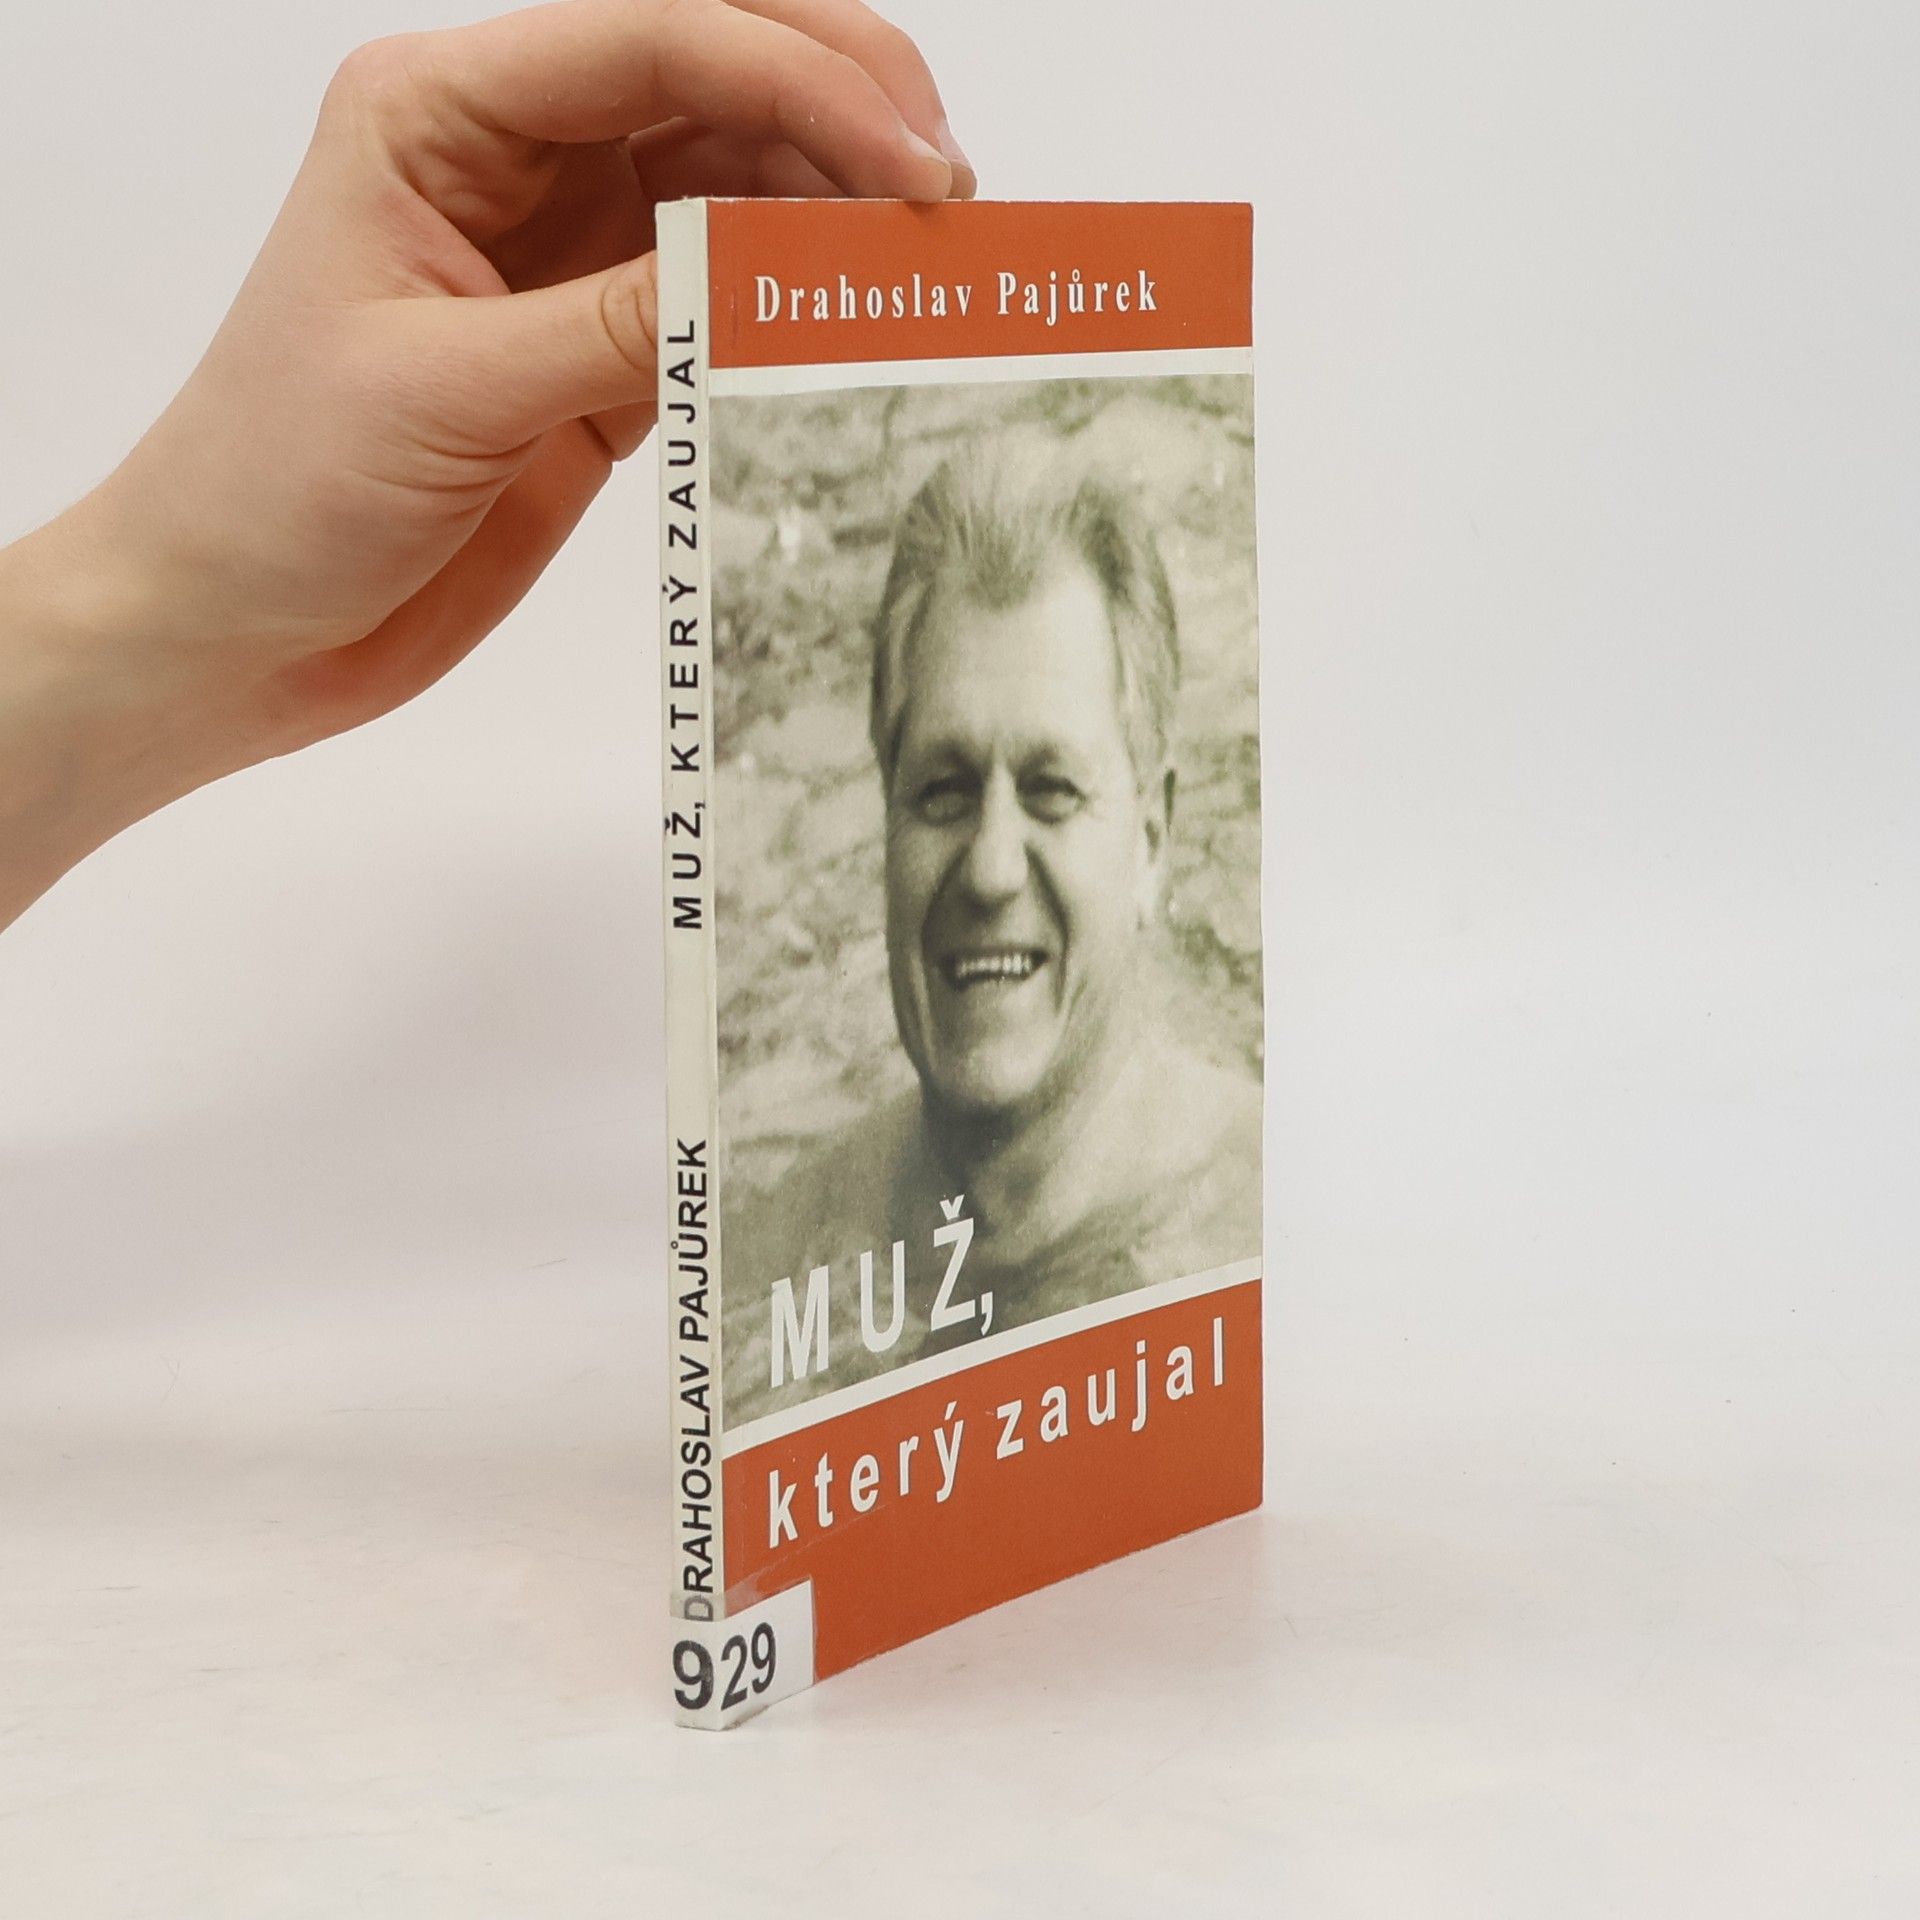 Drahoslav Pajůrek
MUŽ,
který zaujal
DRAHOSLAV PAJŮREK MUŽ, KTERÝ ZAUJAL
929